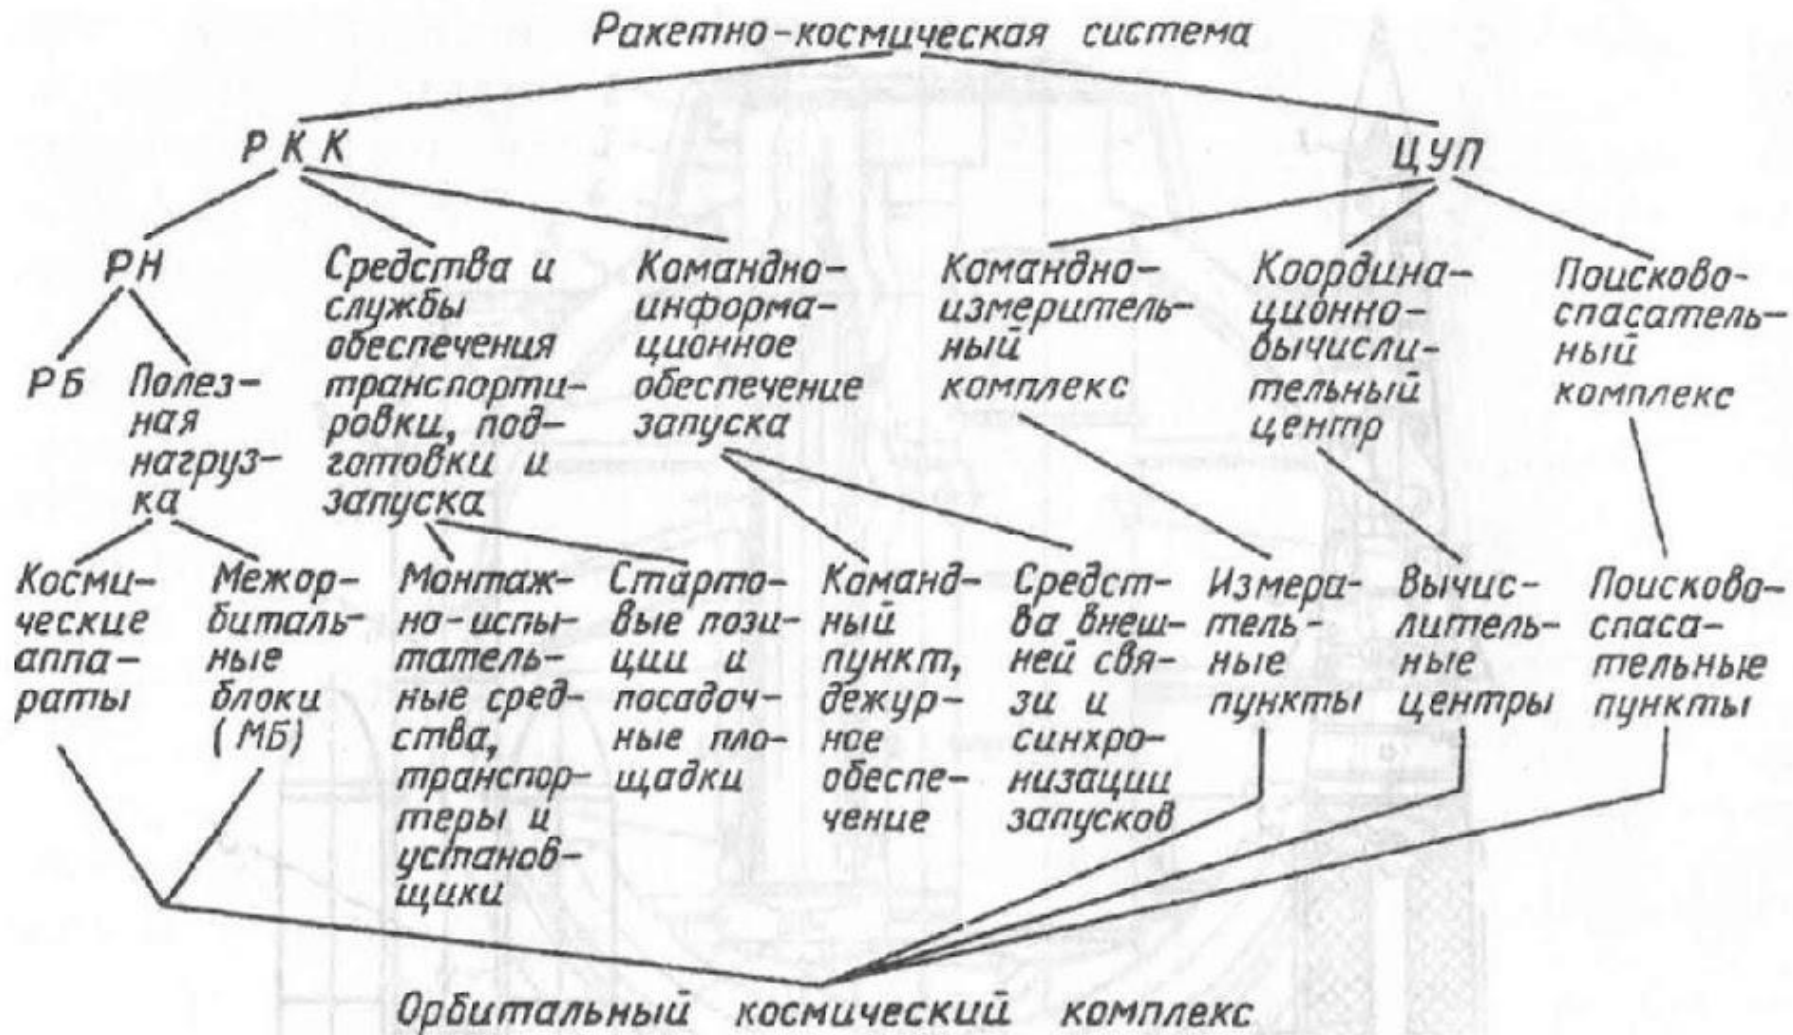 Ракетно-космическая система
РКК
ЦУП
РН
Средства и
службы
обеспечения
транспорти-
ровки, под-
готовки и
запуска
Командно-
информа-
ционное
обеспечение
запуска
Командно-
измеритель-
ный
комплекс
Координа-
ционно-
вычисли-
тельный
центр
Поисково-
спасатель-
ный
комплекс
РБ
Полез-
ная
нагруз-
ка
Косми-
ческие
аппа-
раты
Межор-
биталь-
ные
блоки
(МБ)
Монтаж-
но-испы-
татель-
ные сред-
ства,
транспор-
теры и
установ-
щики
Старто-
вые пози-
ции и
посадоч-
ные пло-
щадки
Команд-
ный
пункт,
дежур-
ное
обеспе-
чение
Средст-
ва внеш-
ней свя-
зи и
синхро-
низации
запусков
Измера-
тель-
ные
пункты
Вычис-
литель-
ные
центры
Поисково-
спаса-
тельные
пункты
Орбитальный космический комплекс